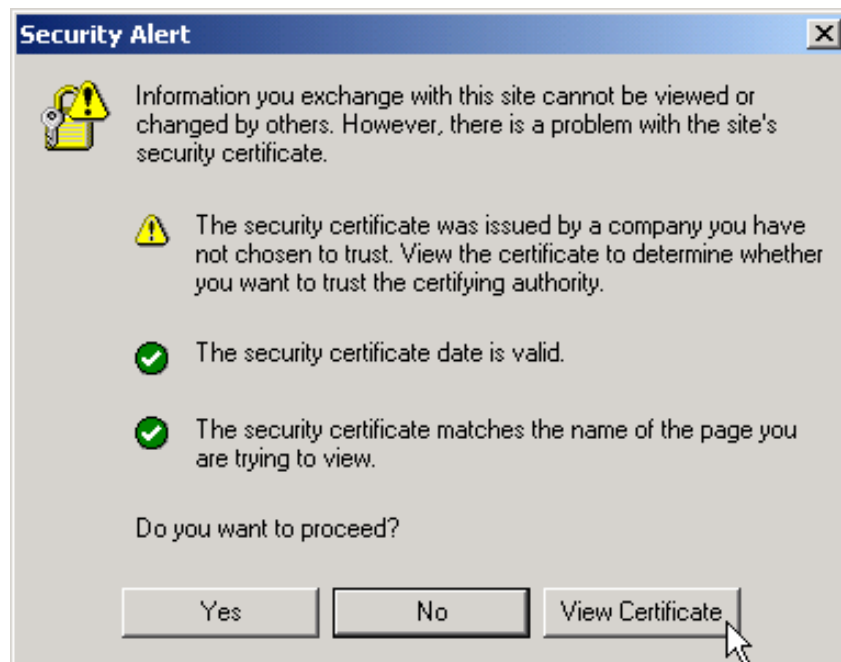 Security Alert
Information you exchange with this site cannot be viewed or
changed by others. However, there is a problem with the site's
security certificate.
The security certificate was issued by a company you have
not chosen to trust. View the certificate to determine whether
you want to trust the certifying authority.
The security certificate date is valid.
The security certificate matches the name of the page you
are trying to view.
Do you want to proceed?
Yes
No
View Certificate